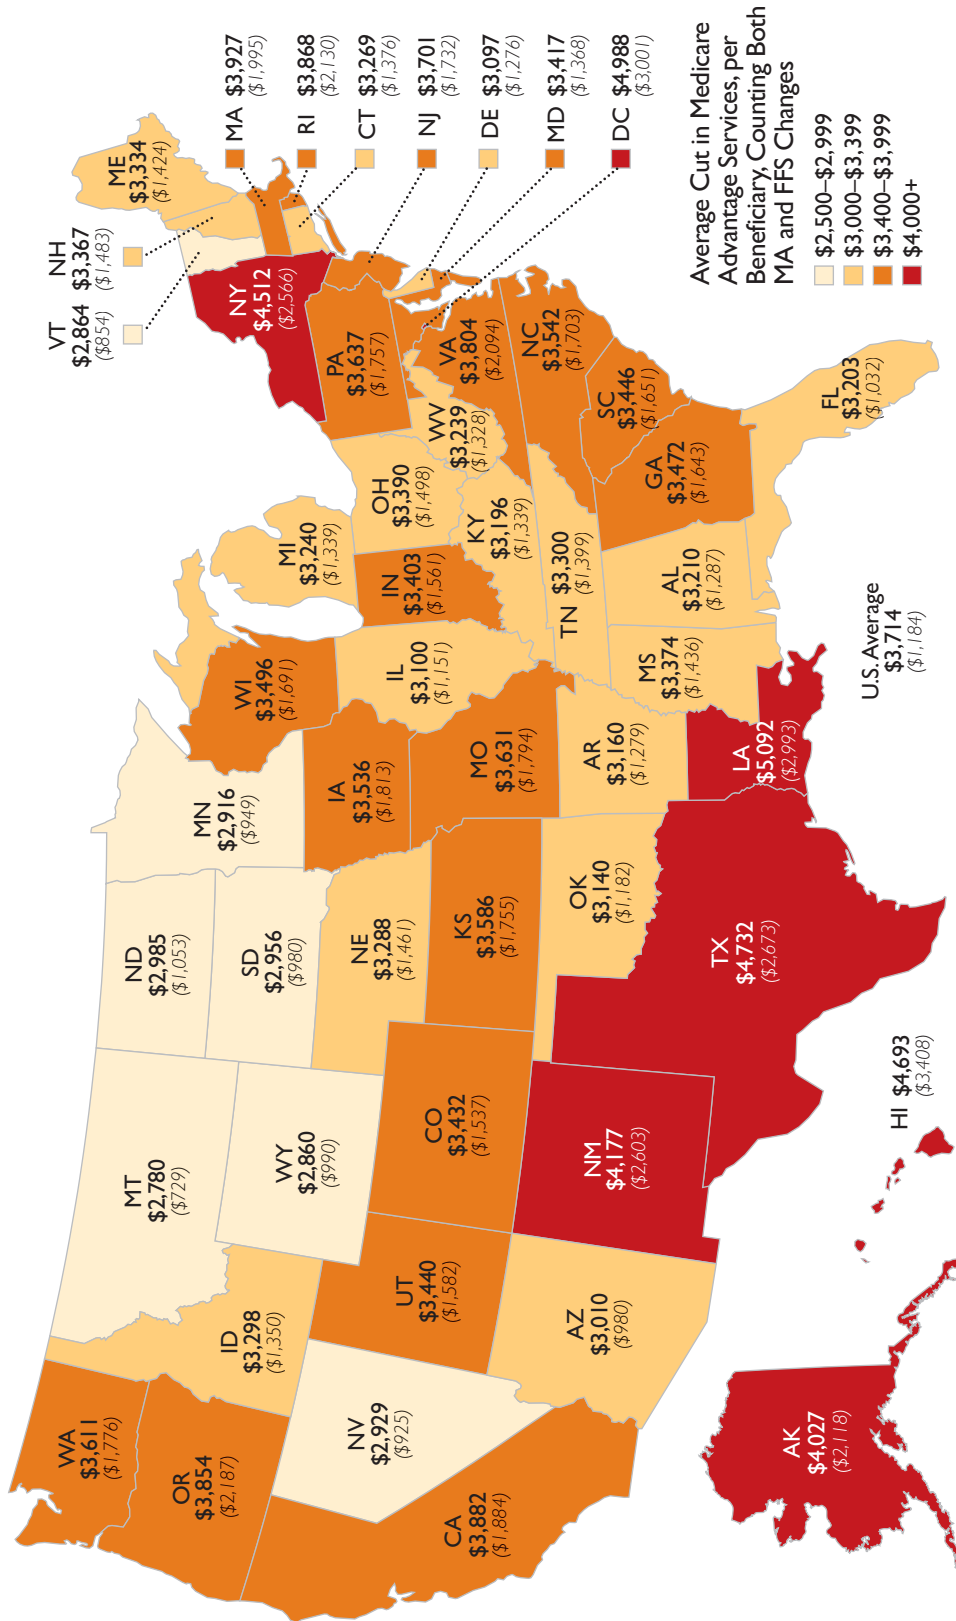 WA
$3,611
($1,776)
OR
$3,854
($2,187)
CA
$3,882
($1,884)
NV
$2,929
($925)
ID
$3,298
($1,350)
MT
$2,780
($729)
WY
$2,860
($990)
UT
$3,440
($1,582)
AZ
$3,010
($980)
CO
$3,432
($1,537)
NM
$4,177
($2,603)
ND
$2,985
($1,053)
SD
$2,956
($980)
NE
$3,288
($1,461)
KS
$3,586
($1,755)
OK
$3,140
($1,182)
TX
$4,732
($2,673)
MN
$2,916
($949)
IA
$3,536
($1,813)
MO
$3,631
($1,794)
AR
$3,160
($1,279)
LA
$5,092
($2,993)
WI
$3,496
($1,691)
IL
$3,100
($1,151)
MS
$3,374
($1,436)
MI
$3,240
($1,339)
IN
$3,403
($1,561)
OH
$3,390
($1,498)
KY
$3,196
($1,339)
TN
$3,300
($1,399)
AL
$3,210
($1,287)
GA
$3,472
($1,643)
FL
$3,203
($1,032)
SC
$3,446
($1,651)
NC
$3,542
($1,703)
VA
$3,804
($2,094)
WV
$3,239
($1,328)
PA
$3,637
($1,757)
NY
$4,512
($2,566)
VT
$2,864
($854)
NH
$3,367
($1,483)
ME
$3,334
($1,424)
MA $3,927
($1,995)
RI $3,868
($2,130)
CT $3,269
($1,376)
NJ $3,701
($1,732)
DE $3,097
($1,276)
MD $3,417
($1,368)
DC $4,988
($3,001)
AK
$4,027
($2,118)
HI $4,693
($3,408)
U.S. Average
$3,714
($1,184)
Average Cut in Medicare
Advantage Services, per
Beneficiary, Counting Both
MA and FFS Changes
$2,500–$2,999
$3,000–$3,399
$3,400–$3,999
$4,000+